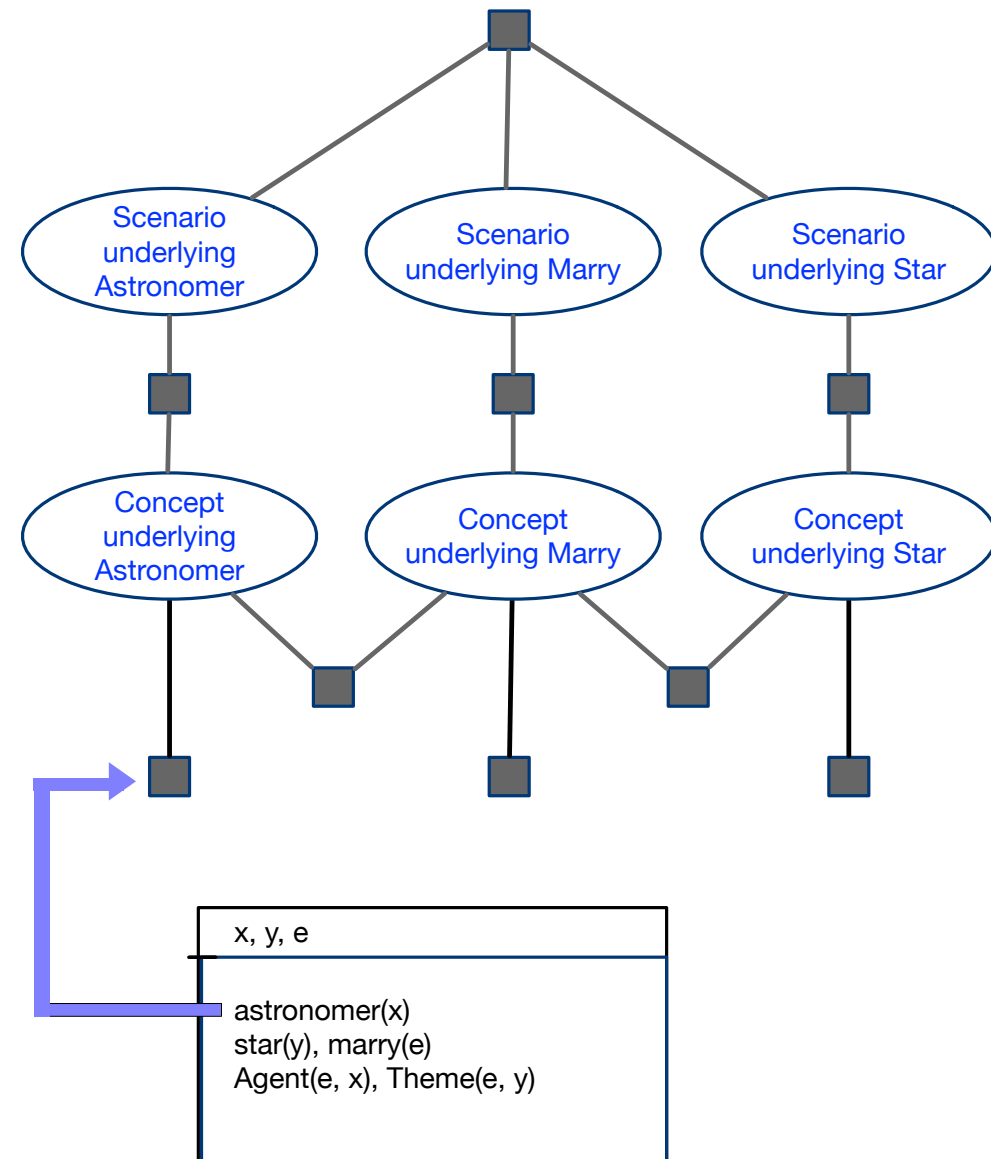 Scenario
underlying
Astronomer
Scenario
underlying Marry
Scenario
underlying Star
Concept
underlying
Astronomer
Concept
underlying Marry
Concept
underlying Star
x, y, e
astronomer(x)
star(y), marry(e)
Agent(e, x), Theme(e, y)